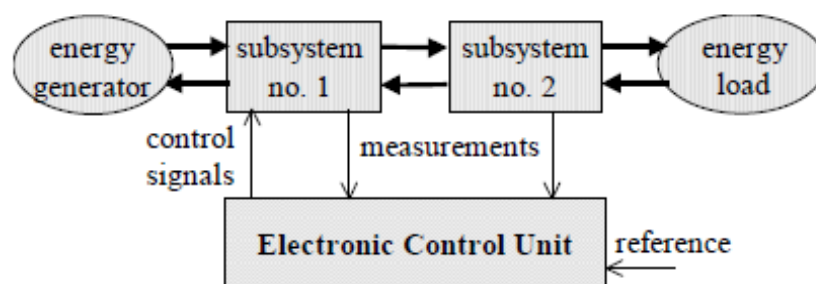 energy
generator
subsystem
no. 1
subsystem
no. 2
energy
load
control
signals
measurements
Electronic Control Unit
reference